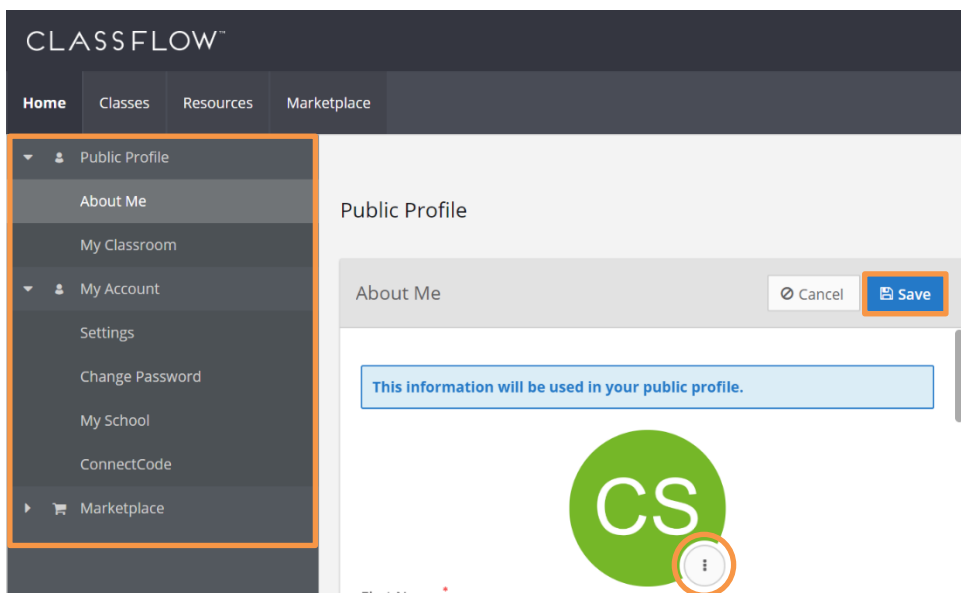 CLASSFLOW™
Home Classes Resources Marketplace
Public Profile
About Me
My Classroom
My Account
Settings
Change Password
My School
ConnectCode
Marketplace
Public Profile
About Me
Cancel Save
This information will be used in your public profile.
CS